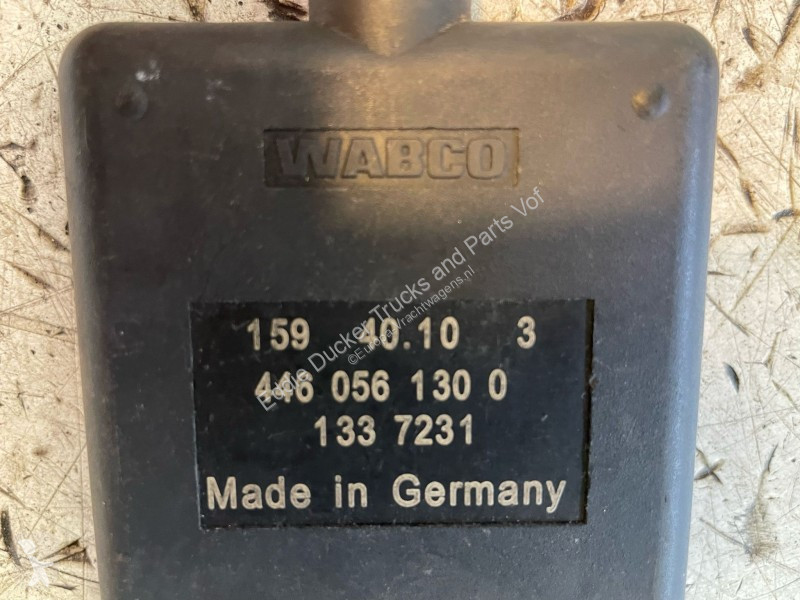 WABCO
159 40.10 3
446 056 130 0
133 7231
Made in Germany
Eddie Ducker Trucks and Parts Vof